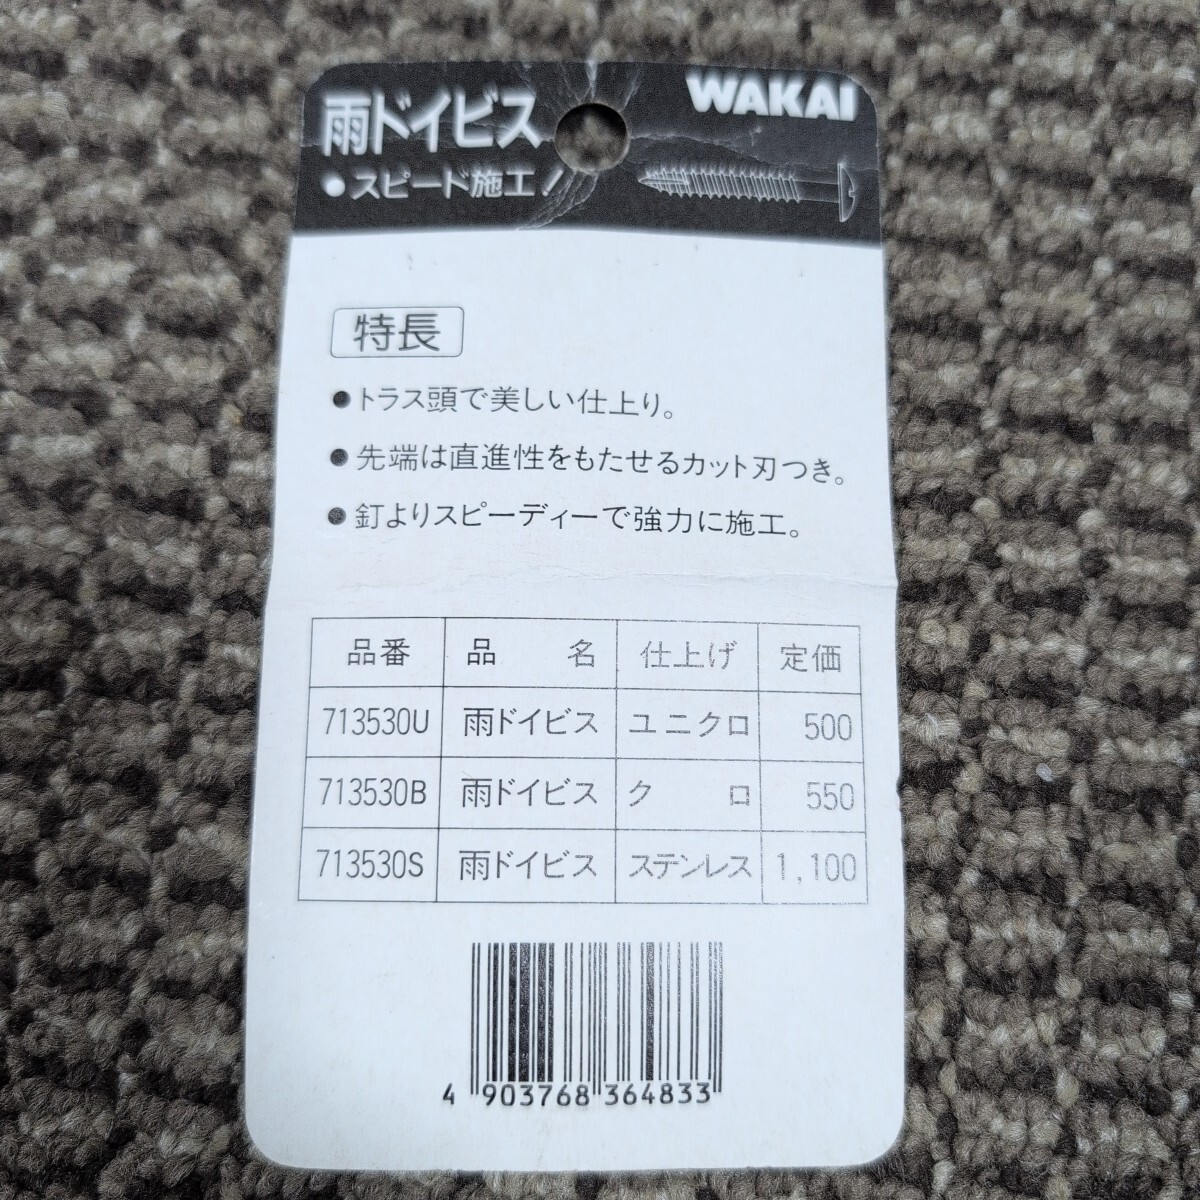 雨ドイビス
WAKAI
●スピード施工!
特長
●トラス頭で美しい仕上り。
●先端は直進性をもたせるカット刃つき。
●釘よりスピーディーで強力に施工。
品番 品名 仕上げ 定価
713530U 雨ドイビス ユニクロ 500
713530B 雨ドイビス クロ 550
713530S 雨ドイビス ステンレス 1,100
4 903768 364833